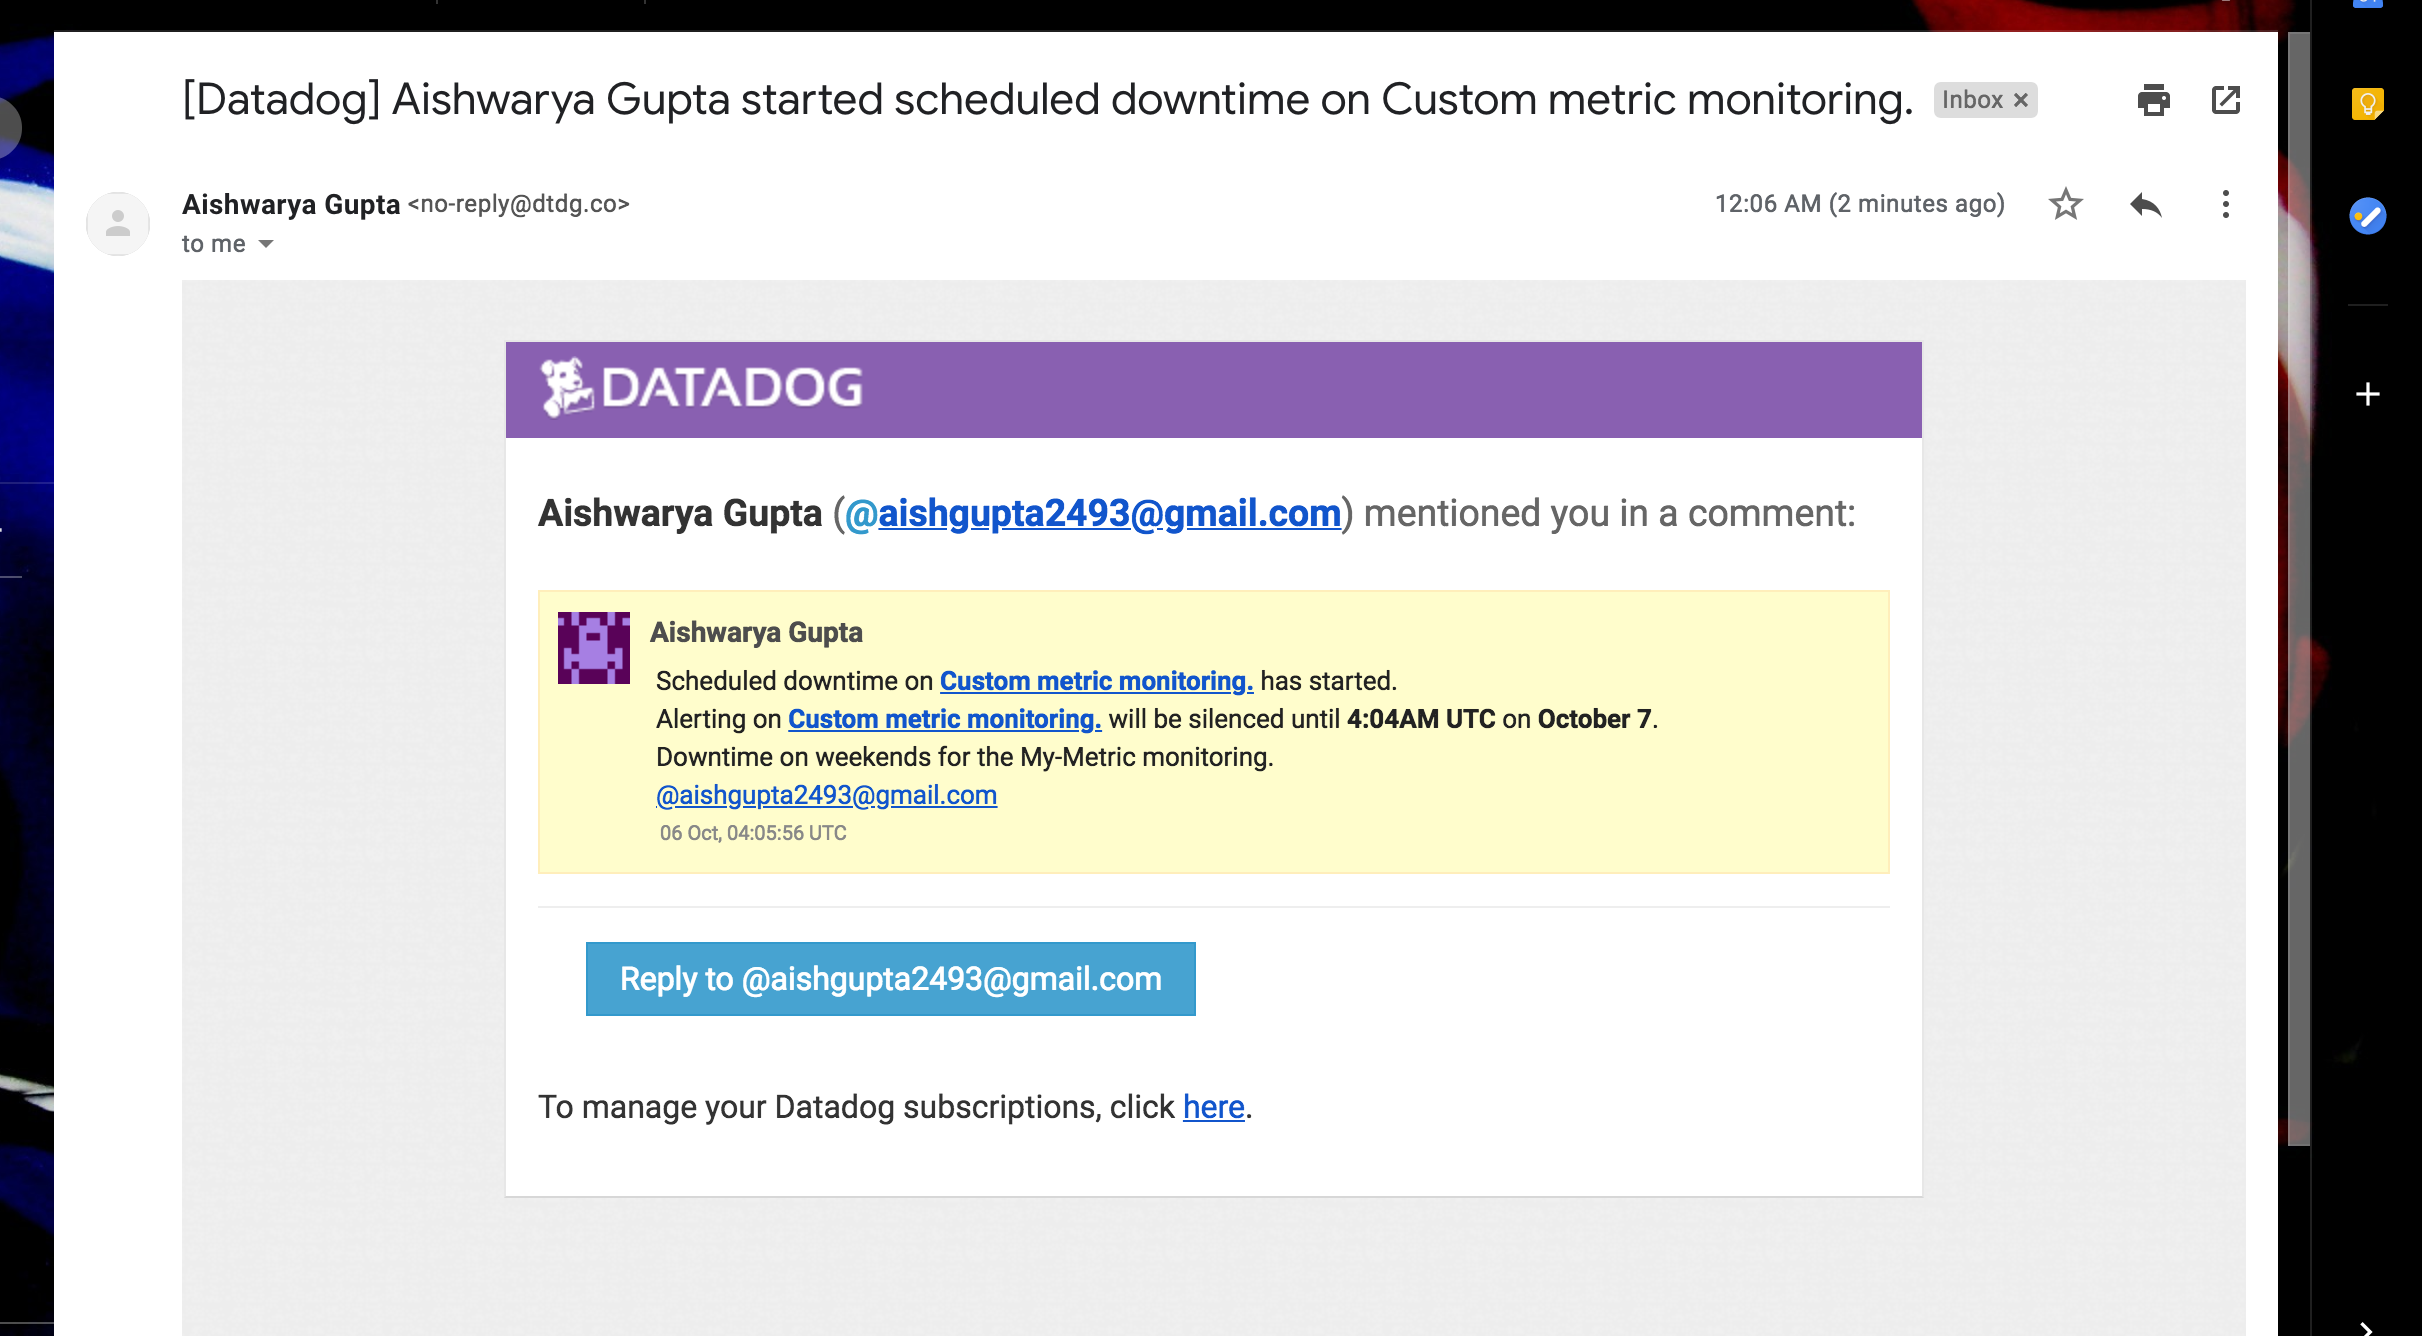 [Datadog] Aishwarya Gupta started scheduled downtime on Custom metric monitoring. Inbox ×
Aishwarya Gupta <no-reply@dtdg.co> 12:06 AM (2 minutes ago)
to me
DATADOG
Aishwarya Gupta (@aishgupta2493@gmail.com) mentioned you in a comment:
Aishwarya Gupta
Scheduled downtime on Custom metric monitoring. has started.
Alerting on Custom metric monitoring. will be silenced until 4:04AM UTC on October 7.
Downtime on weekends for the My-Metric monitoring.
@aishgupta2493@gmail.com
06 Oct, 04:05:56 UTC
Reply to @aishgupta2493@gmail.com
To manage your Datadog subscriptions, click here.